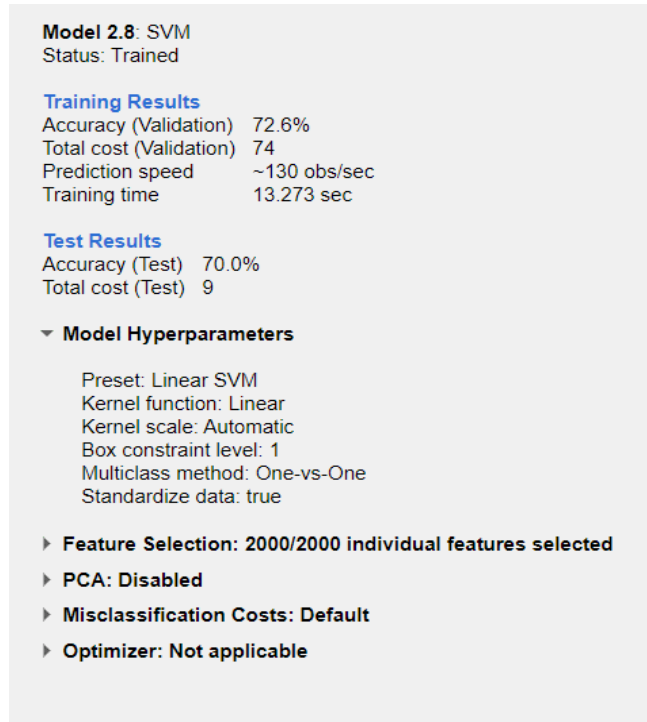 Model 2.8: SVM
Status: Trained
Training Results
Accuracy (Validation) 72.6%
Total cost (Validation) 74
Prediction speed ~130 obs/sec
Training time 13.273 sec
Test Results
Accuracy (Test) 70.0%
Total cost (Test) 9
Model Hyperparameters
Preset: Linear SVM
Kernel function: Linear
Kernel scale: Automatic
Box constraint level: 1
Multiclass method: One-vs-One
Standardize data: true
Feature Selection: 2000/2000 individual features selected
PCA: Disabled
Misclassification Costs: Default
Optimizer: Not applicable